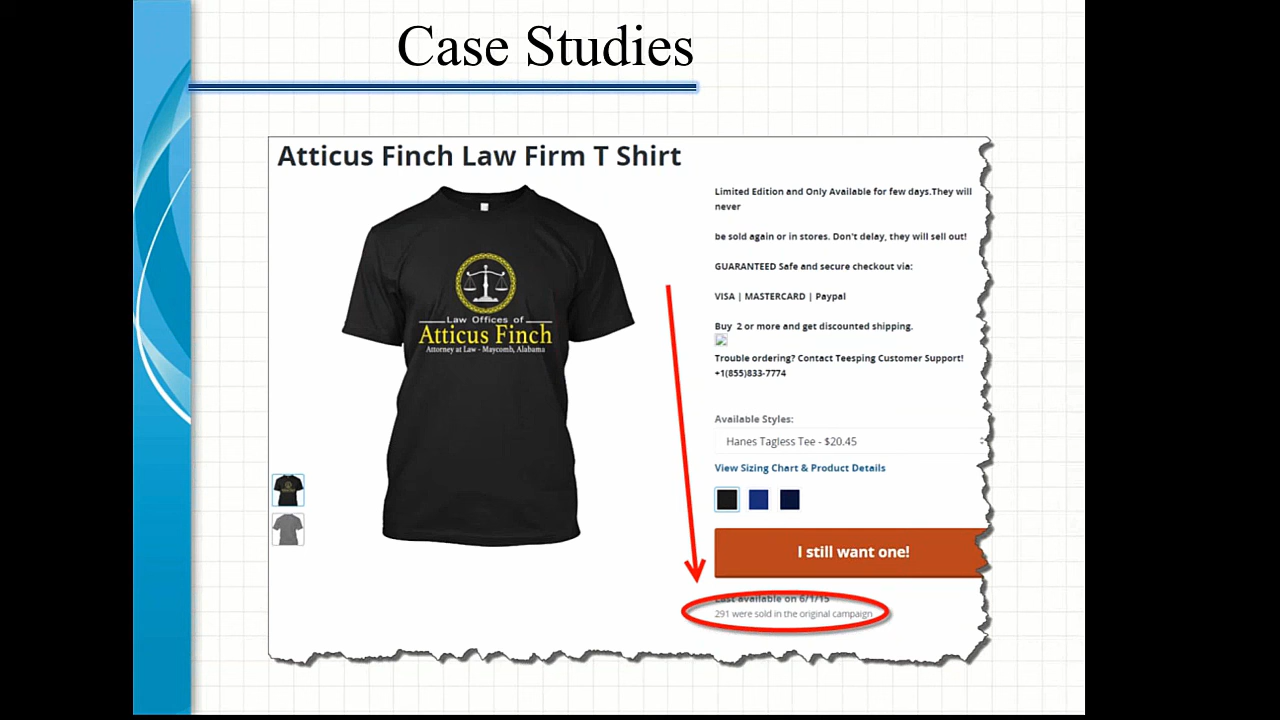 Case Studies
Atticus Finch Law Firm T Shirt
Law Offices of
Atticus Finch
Attorney at Law - Maycomb, Alabama
Limited Edition and Only Available for few days.They will
never
be sold again or in stores. Don't delay, they will sell out!
GUARANTEED Safe and secure checkout via:
VISA | MASTERCARD | Paypal
Buy 2 or more and get discounted shipping.
Trouble ordering? Contact Teesping Customer Support!
+1(855)833-7774
Available Styles:
Hanes Tagless Tee - $20.45
View Sizing Chart & Product Details
I still want one!
Last available on 6/1/15
291 were sold in the original campaign